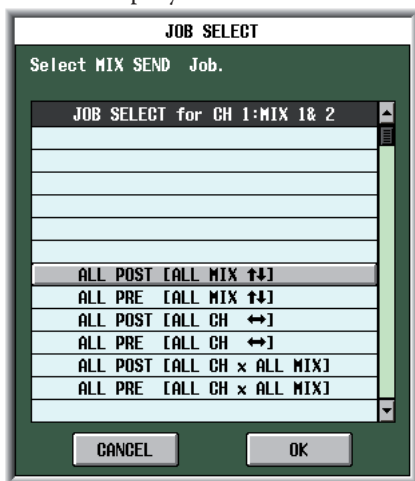 JOB SELECT
Select MIX SEND Job.
JOB SELECT for CH 1:MIX 1& 2
ALL POST [ALL MIX ↑↓]
ALL PRE [ALL MIX ↑↓]
ALL POST [ALL CH ↔]
ALL PRE [ALL CH ↔]
ALL POST [ALL CH x ALL MIX]
ALL PRE [ALL CH x ALL MIX]
CANCEL OK